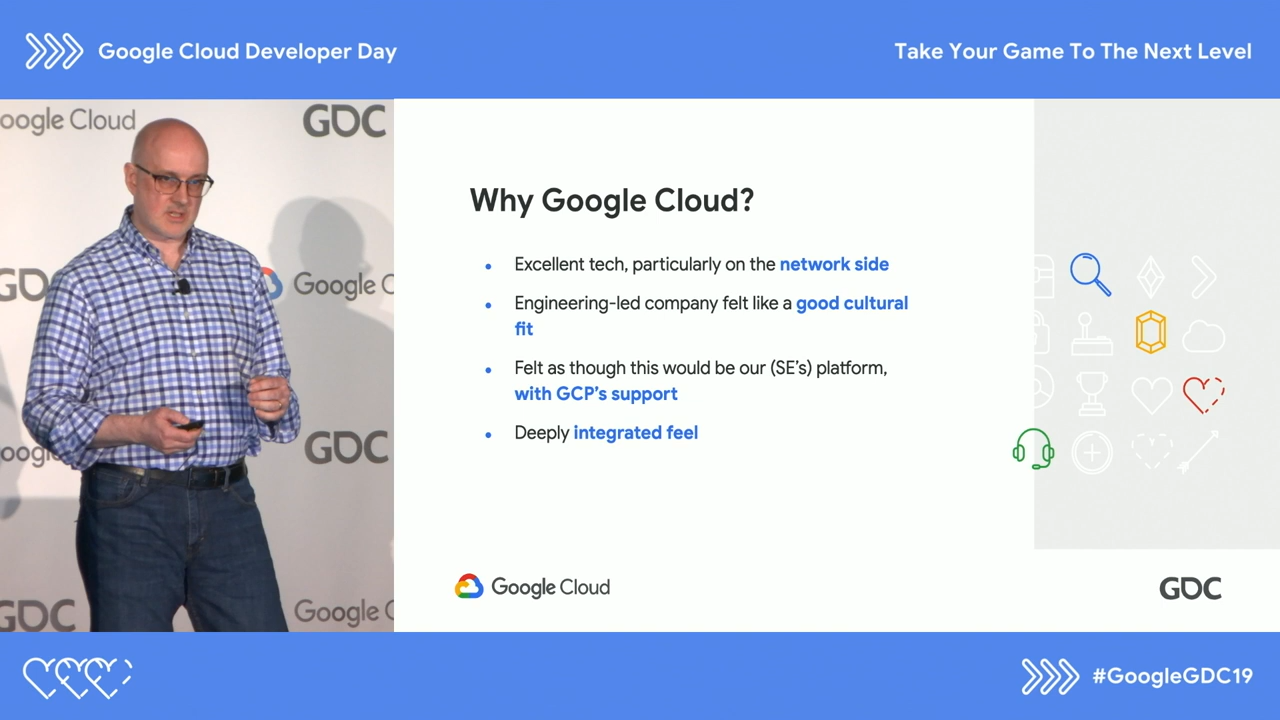 Google Cloud Developer Day
Take Your Game To The Next Level
oogle Cloud
GDC
GD
Google C
oogle
GDC
GDC
Google C
Why Google Cloud?
• Excellent tech, particularly on the network side
• Engineering-led company felt like a good cultural
fit
• Felt as though this would be our (SE's) platform,
with GCP's support
• Deeply integrated feel
Google Cloud
GDC
#GoogleGDC19